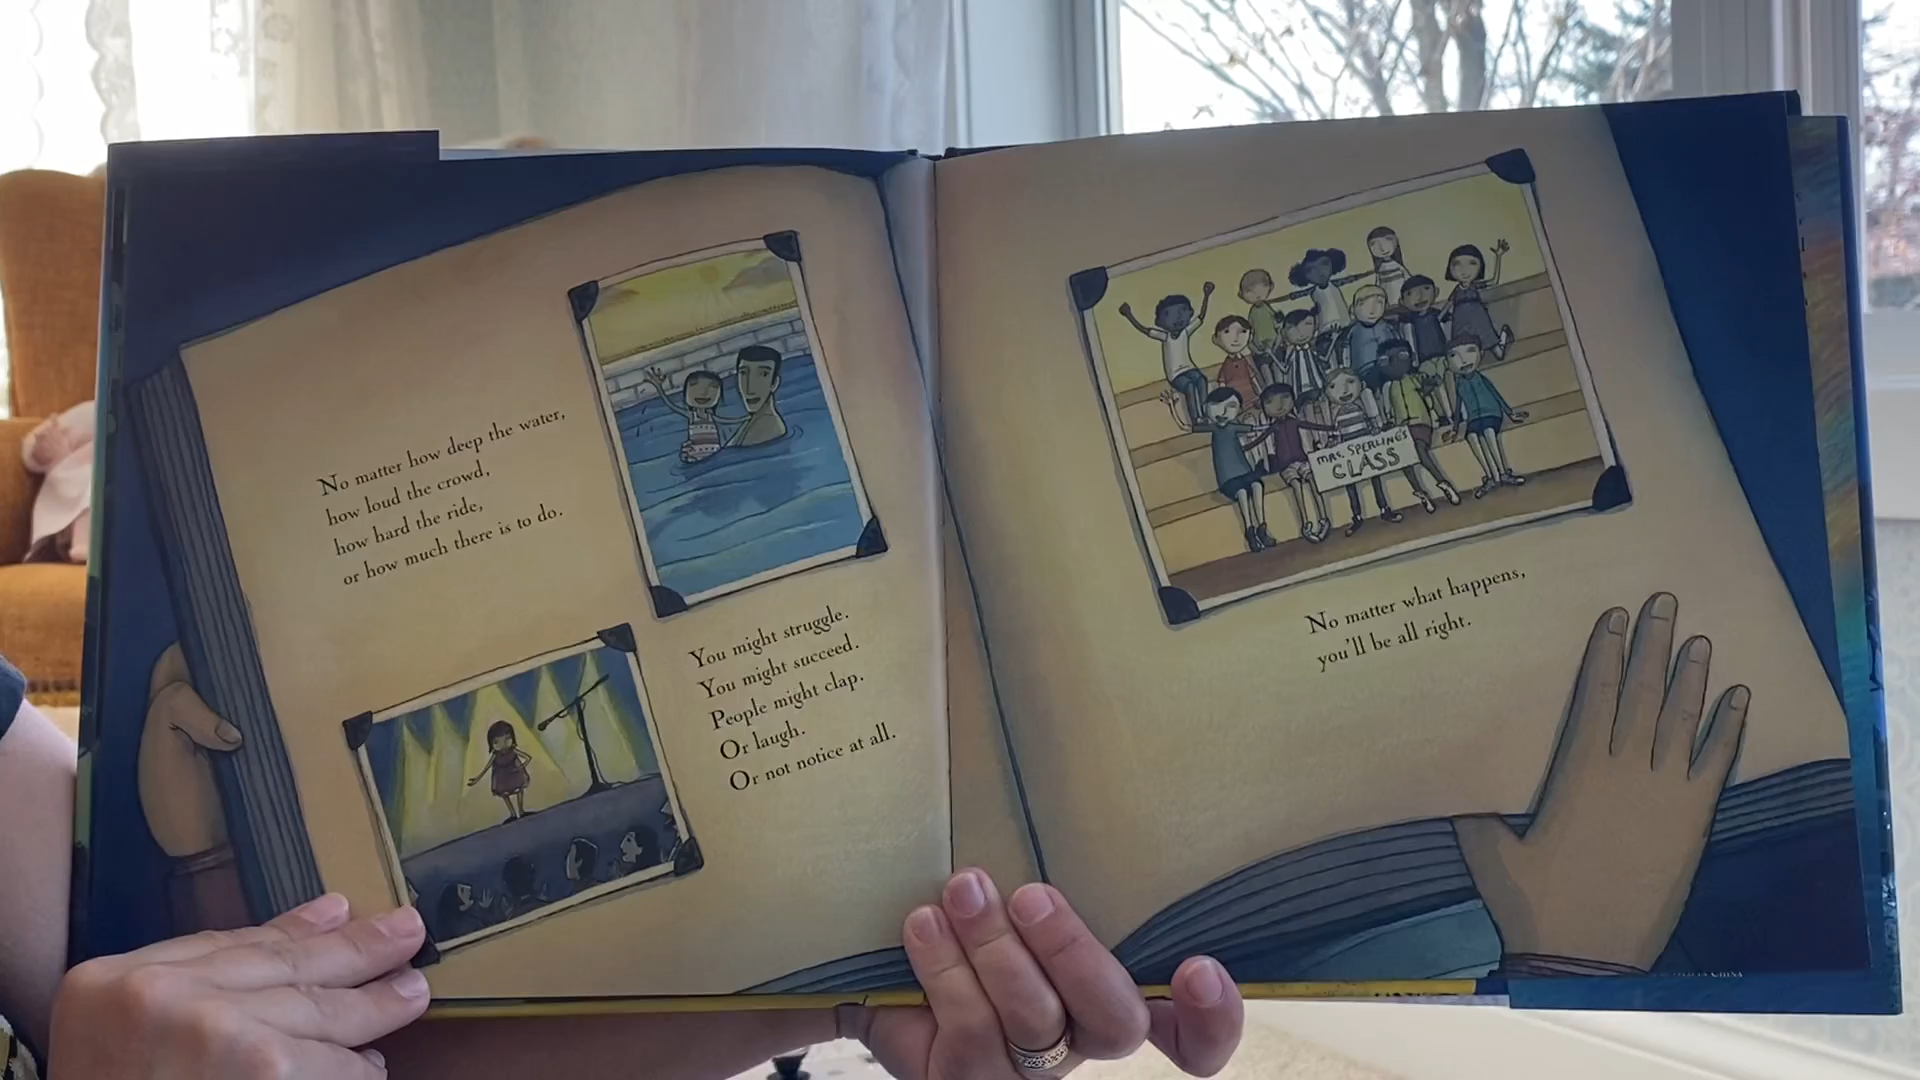 No matter how deep the water,
how loud the crowd,
how hard the ride,
or how much there is to do.
You might struggle.
You might succeed.
People might clap.
Or laugh.
Or not notice at all.
MRS. SPERLING'S
CLASS
No matter what happens,
you'll be all right.